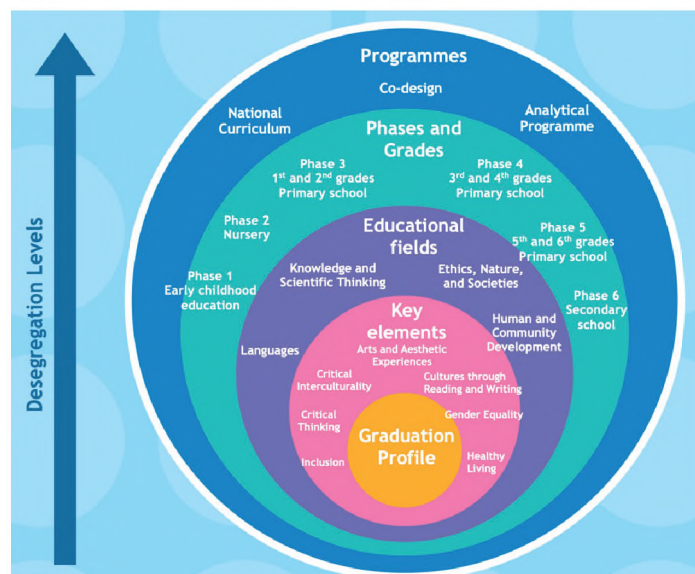 Desegregation Levels
Programmes
Co-design
National
Curriculum
Analytical
Programme
Phases and
Grades
Phase 3
1st and 2nd grades
Primary school
Phase 4
3rd and 4th grades
Primary school
Phase 2
Nursery
Phase 5
5th and 6th grades
Primary school
Phase 1
Early childhood
education
Phase 6
Secondary
school
Educational
fields
Knowledge and
Scientific Thinking
Ethics, Nature,
and Societies
Languages
Human and
Community
Development
Key
elements
Arts and Aesthetic
Experiences
Critical
Interculturality
Cultures through
Reading and Writing
Critical
Thinking
Gender Equality
Inclusion
Healthy
Living
Graduation
Profile